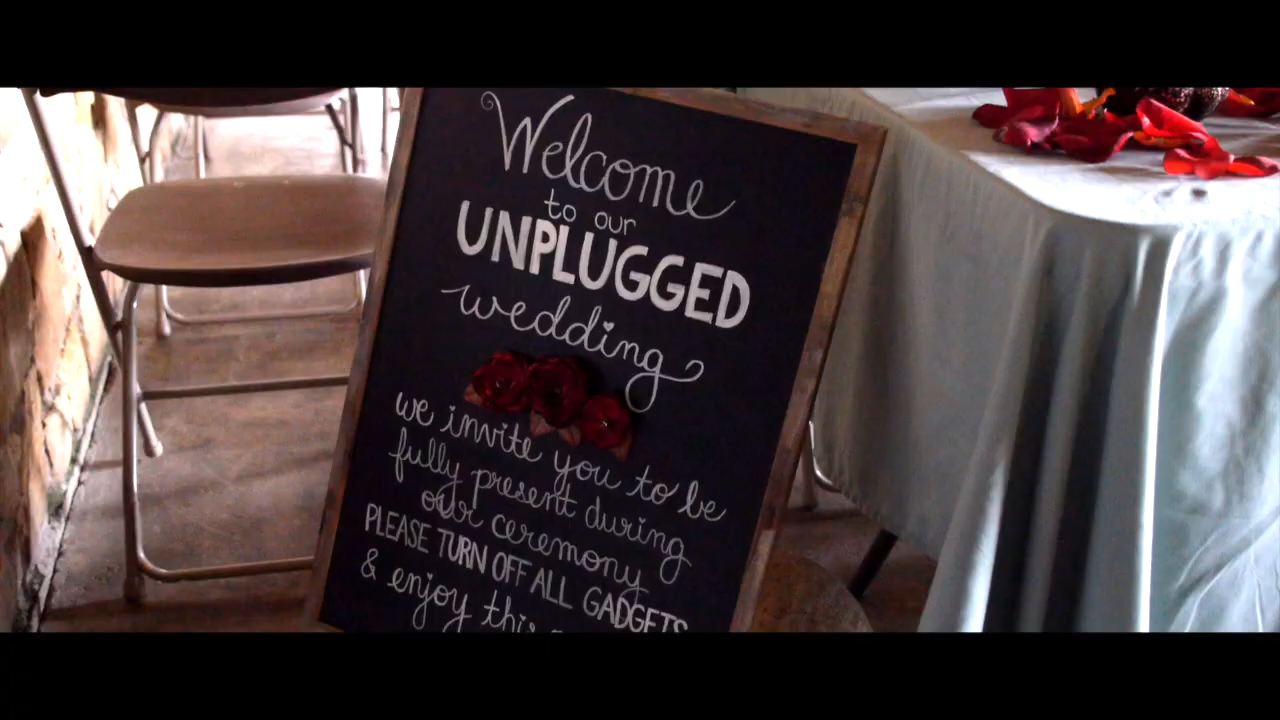 Welcome
to our
UNPLUGGED
wedding
we invite you to be
fully present during
our ceremony
PLEASE TURN OFF ALL GADGETS
& enjoy this